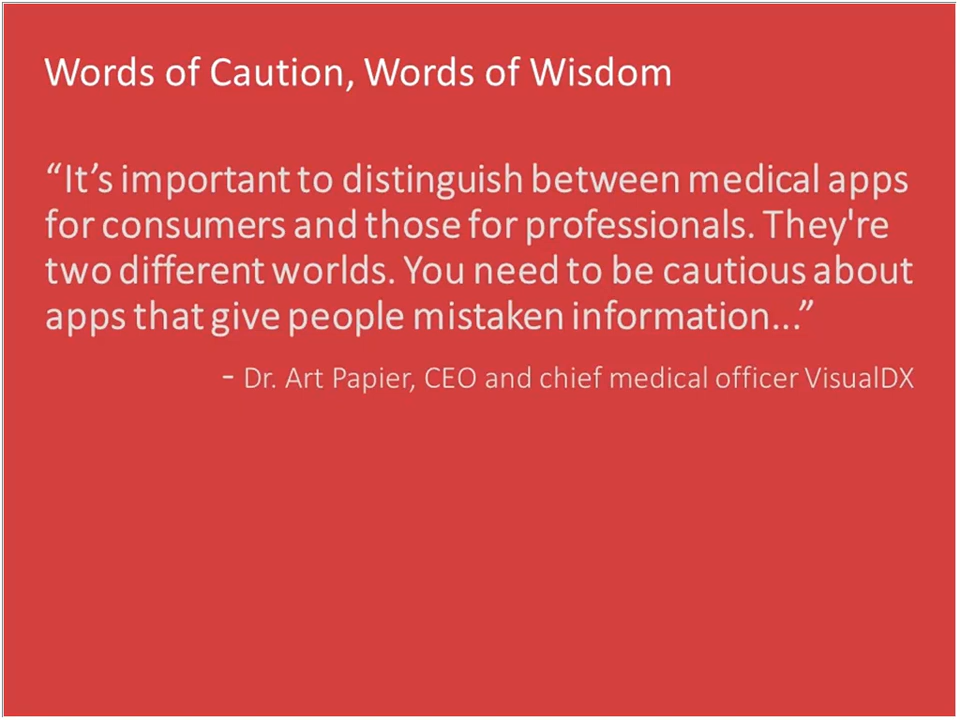 Words of Caution, Words of Wisdom
“It’s important to distinguish between medical apps
for consumers and those for professionals. They're
two different worlds. You need to be cautious about
apps that give people mistaken information...”
- Dr. Art Papier, CEO and chief medical officer VisualDX